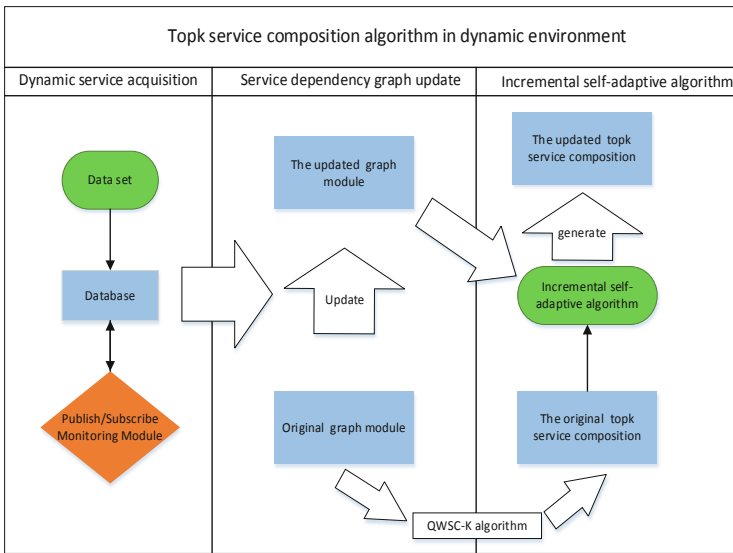 Topk service composition algorithm in dynamic environment
Dynamic service acquisition
Service dependency graph update
Incremental self-adaptive algorithm
Data set
Database
Publish/Subscribe
Monitoring Module
The updated graph
module
Update
Original graph module
QWSC-K algorithm
The updated topk
service composition
generate
Incremental self-
adaptive algorithm
The original topk
service composition